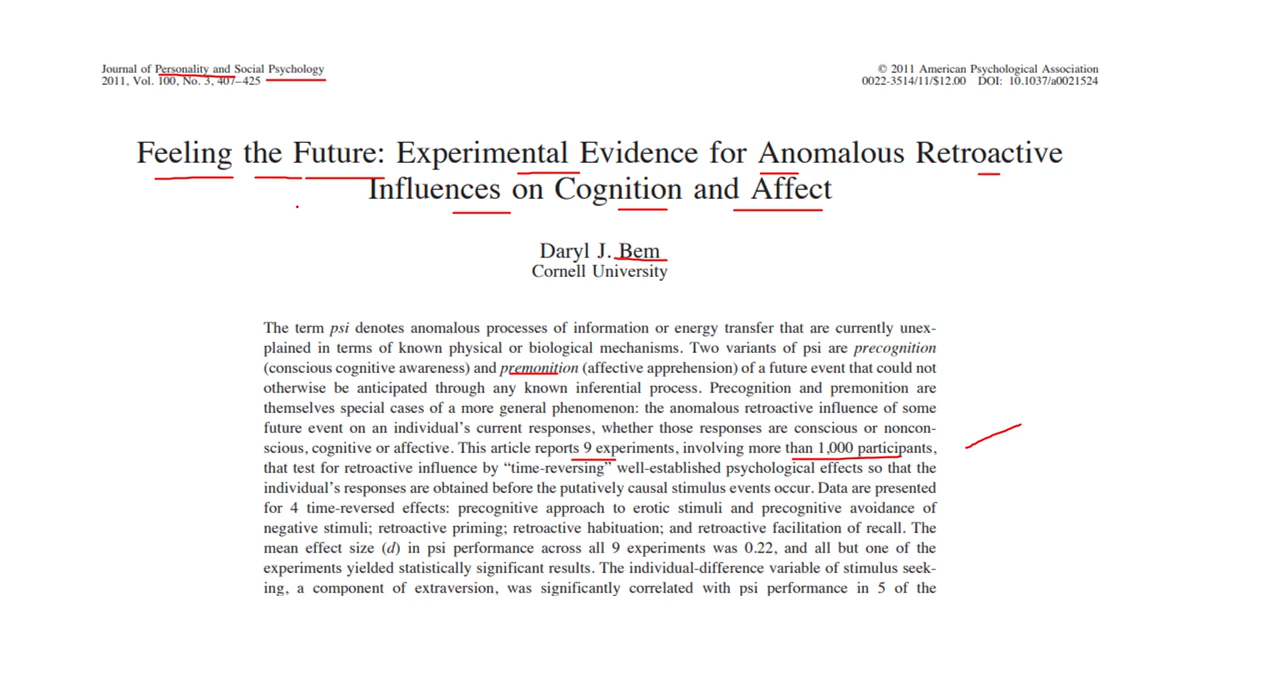 Journal of Personality and Social Psychology
2011, Vol. 100, No. 3, 407–425
© 2011 American Psychological Association
0022-3514/11/$12.00 DOI: 10.1037/a0021524
Feeling the Future: Experimental Evidence for Anomalous Retroactive
Influences on Cognition and Affect
Daryl J. Bem
Cornell University
The term psi denotes anomalous processes of information or energy transfer that are currently unex-
plained in terms of known physical or biological mechanisms. Two variants of psi are precognition
(conscious cognitive awareness) and premonition (affective apprehension) of a future event that could not
otherwise be anticipated through any known inferential process. Precognition and premonition are
themselves special cases of a more general phenomenon: the anomalous retroactive influence of some
future event on an individual’s current responses, whether those responses are conscious or noncon-
scious, cognitive or affective. This article reports 9 experiments, involving more than 1,000 participants,
that test for retroactive influence by “time-reversing” well-established psychological effects so that the
individual’s responses are obtained before the putatively causal stimulus events occur. Data are presented
for 4 time-reversed effects: precognitive approach to erotic stimuli and precognitive avoidance of
negative stimuli; retroactive priming; retroactive habituation; and retroactive facilitation of recall. The
mean effect size (d) in psi performance across all 9 experiments was 0.22, and all but one of the
experiments yielded statistically significant results. The individual-difference variable of stimulus seek-
ing, a component of extraversion, was significantly correlated with psi performance in 5 of the